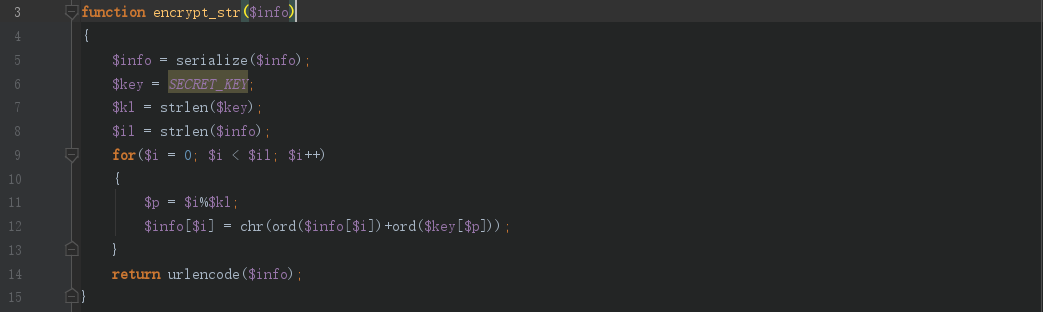 3 function encrypt_str($info)
4 {
5 $info = serialize($info);
6 $key = SECRET_KEY;
7 $kl = strlen($key);
8 $il = strlen($info);
9 for($i = 0; $i < $il; $i++)
10 {
11 $p = $i%$kl;
12 $info[$i] = chr(ord($info[$i])+ord($key[$p]));
13 }
14 return urlencode($info);
15 }